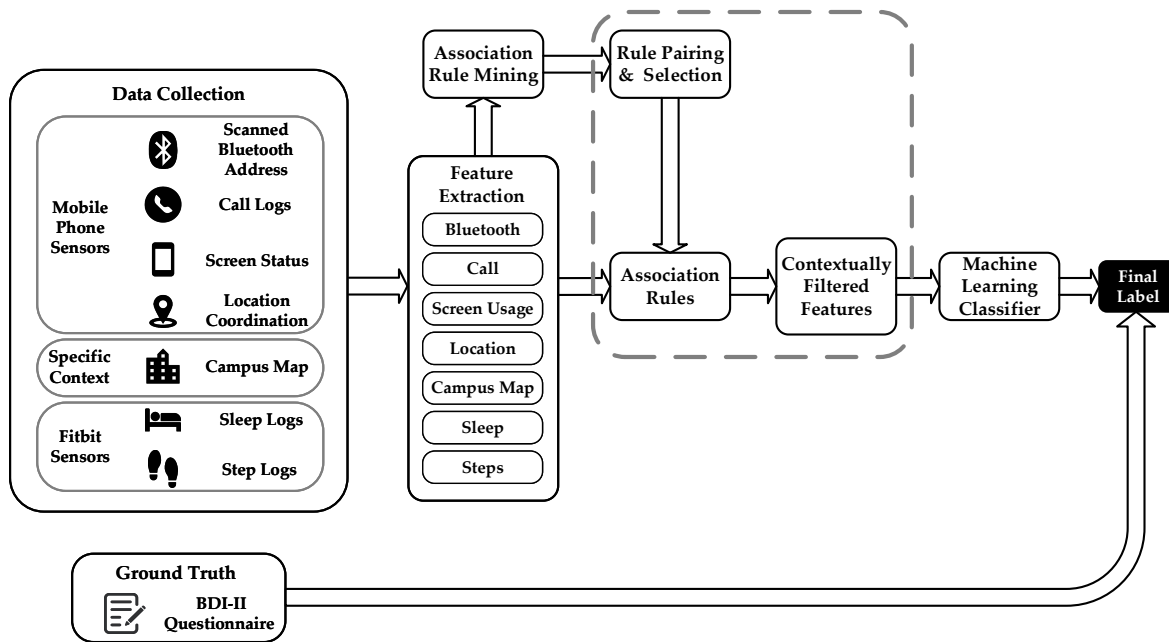 Data Collection
Mobile
Phone
Sensors
Scanned
Bluetooth
Address
Call Logs
Screen Status
Location
Coordination
Specific
Context
Campus Map
Fitbit
Sensors
Sleep Logs
Step Logs
Association
Rule Mining
Rule Pairing
& Selection
Feature
Extraction
Bluetooth
Call
Screen Usage
Location
Campus Map
Sleep
Steps
Association
Rules
Contextually
Filtered
Features
Machine
Learning
Classifier
Final
Label
Ground Truth
BDI-II
Questionnaire